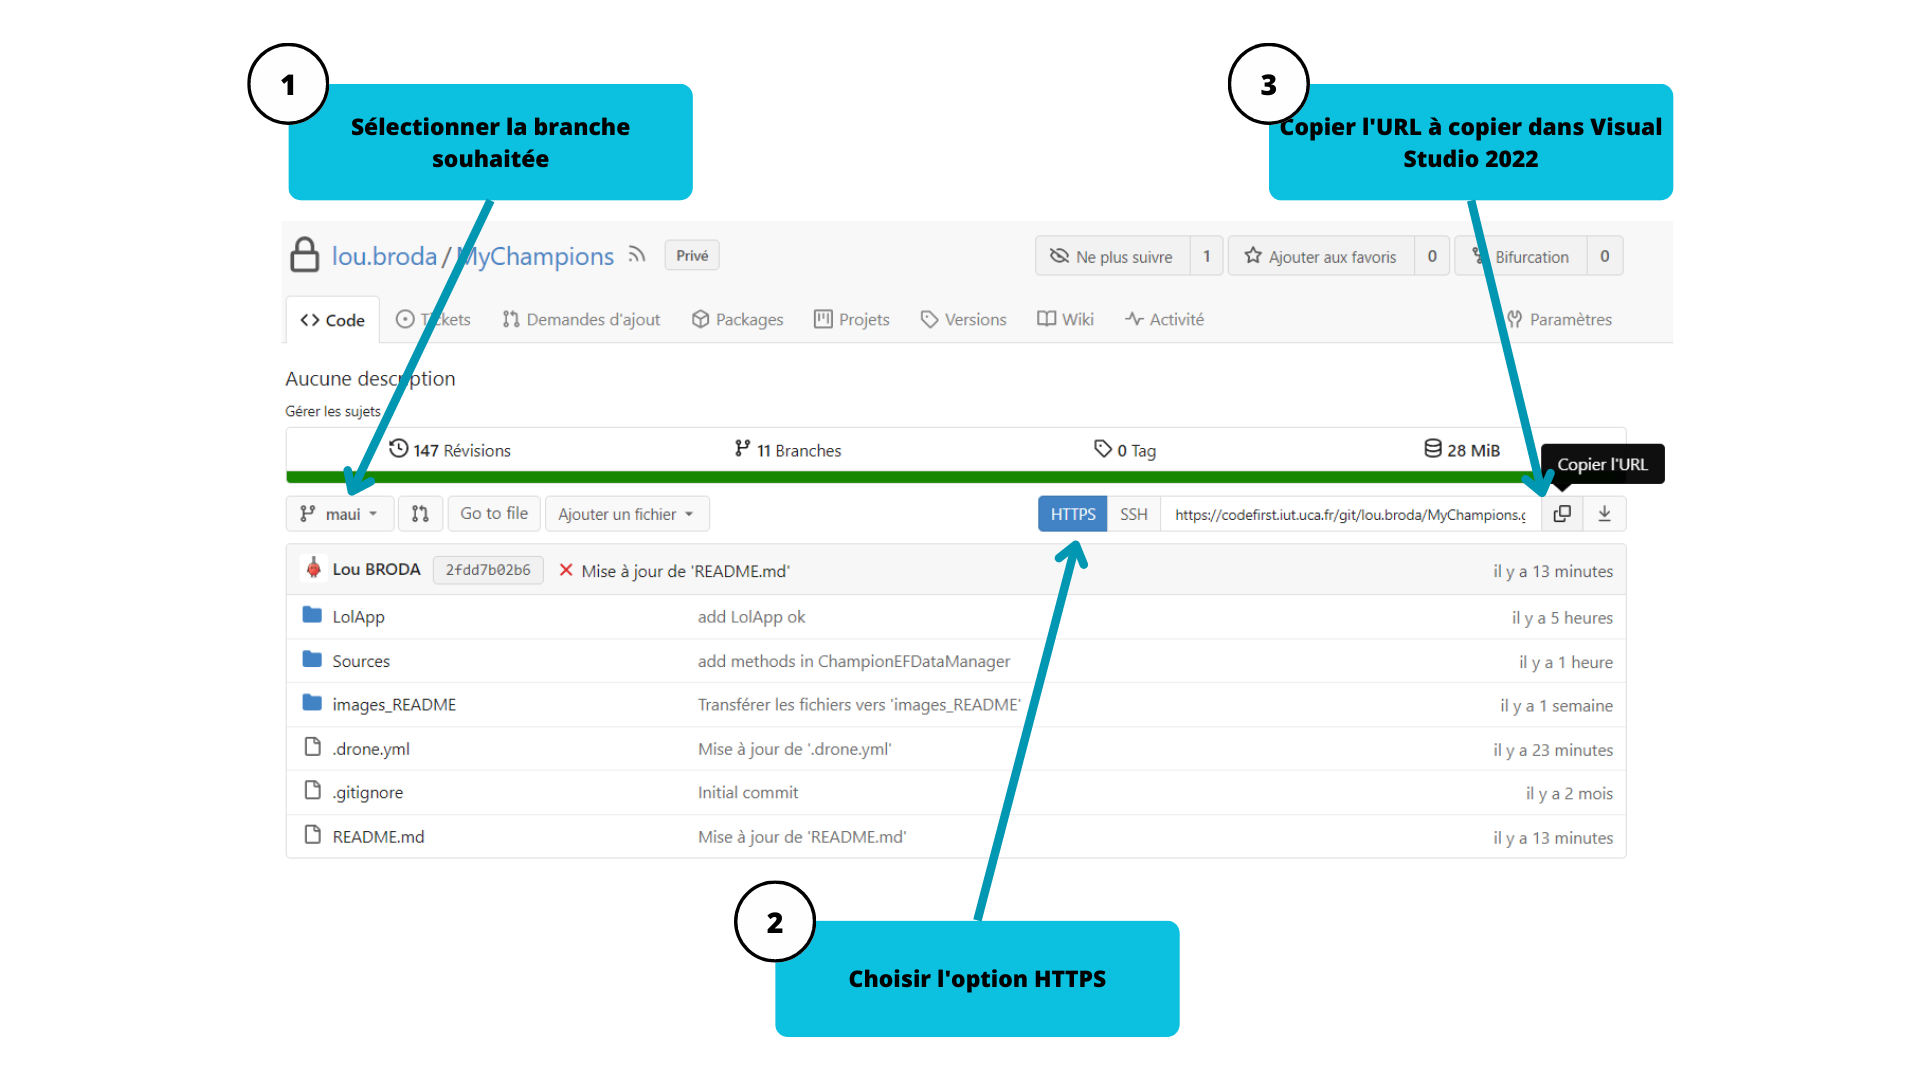 1
Sélectionner la branche
souhaitée
3
Copier l'URL à copier dans Visual
Studio 2022
lou.broda / MyChampions Privé
Ne plus suivre 1 Ajouter aux favoris 0 Bifurcation 0
Code Tickets Demandes d'ajout Packages Projets Versions Wiki Activité Paramètres
Aucune description
Gérer les sujets
147 Révisions 11 Branches 0 Tag 28 MiB
Copier l'URL
maui Go to file Ajouter un fichier HTTPS SSH https://codefirst.iut.uca.fr/git/lou.broda/MyChampions.g
Lou BRODA 2fdd7b02b6 Mise à jour de 'README.md' il y a 13 minutes
LolApp add LolApp ok il y a 5 heures
Sources add methods in ChampionEFDataManager il y a 1 heure
images_README Transférer les fichiers vers 'images_README' il y a 1 semaine
.drone.yml Mise à jour de '.drone.yml' il y a 23 minutes
.gitignore Initial commit il y a 2 mois
README.md Mise à jour de 'README.md' il y a 13 minutes
2
Choisir l'option HTTPS